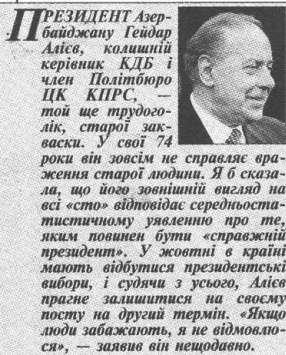 ПРЕЗИДЕНТ Азер-
байджану Гейдар
Алієв, колишній
керівник КДБ і
член Політбюро
ЦК КПРС, —
той ще трудого-
лік, старої зак-
васки. У свої 74
роки він зовсім не справляє вра-
ження старої людини. Я б сказа-
ла, що його зовнішній вигляд на
всі «сто» відповідає середньоста-
тистичному уявленню про те,
яким повинен бути «справжній
президент». У жовтні в країні
мають відбутися президентські
вибори, і судячи з усього, Алієв
прагне залишитися на своєму
посту на другий термін. «Якщо
люди забажають, я не відмовлю-
ся», — заявив він нещодавно.